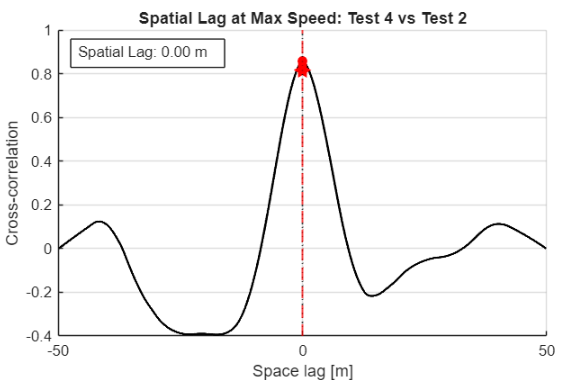 Spatial Lag at Max Speed: Test 4 vs Test 2
Spatial Lag: 0.00 m
Cross-correlation
1
0.8
0.6
0.4
0.2
0
-0.2
-0.4
-50
0
50
Space lag [m]